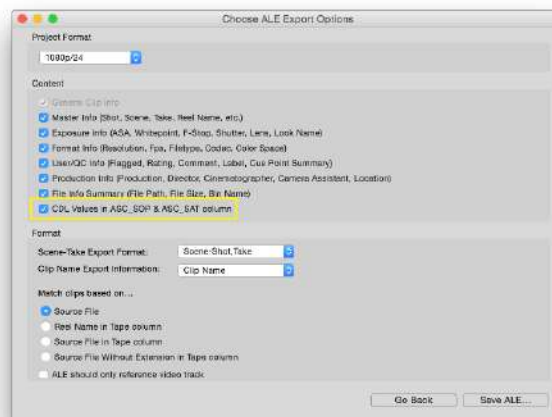 Choose ALE Export Options
Project Format
1080p/24
Content
Generic Clip Info
Master Info (Shot, Scene, Take, Reel Name, etc.)
Exposure Info (ASA, Whitepoint, F-Stop, Shutter, Lens, Look Name)
Format Info (Resolution, Fps, Filetype, Codec, Color Space)
User/QC Info (Flagged, Rating, Comment, Label, Cue Point Summary)
Production Info (Production, Director, Cinematographer, Camera Assistant, Location)
File Info Summary (File Path, File Size, Bin Name)
CDL Values in ASC_SOP & ASC_SAT column
Format
Scene-Take Export Format: Scene-Shot,Take
Clip Name Export Information: Clip Name
Match clips based on...
Source File
Reel Name in Tape column
Source File in Tape column
Source File Without Extension in Tape column
ALE should only reference video track
Go Back Save ALE...